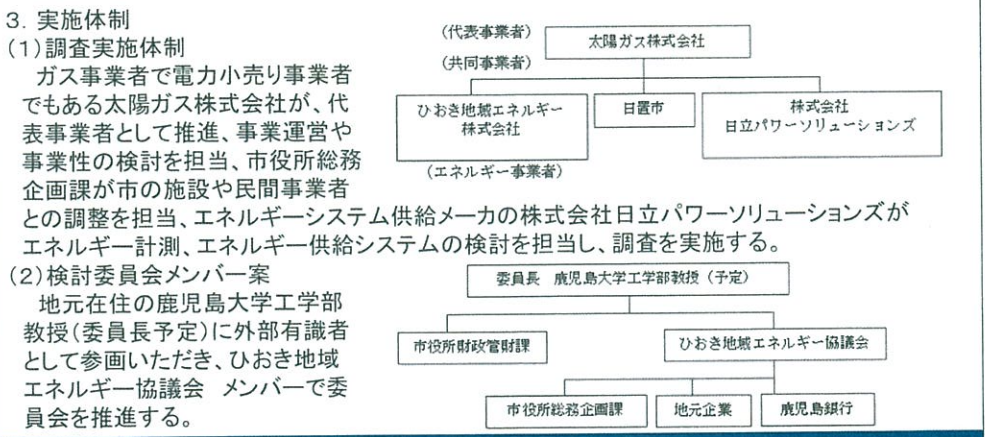 3. 実施体制
(1)調査実施体制
ガス事業者で電力小売り事業者
でもある太陽ガス株式会社が、代
表事業者として推進、事業運営や
事業性の検討を担当、市役所総務
企画課が市の施設や民間事業者
との調整を担当、エネルギーシステム供給メーカの株式会社日立パワーソリューションズが
エネルギー計測、エネルギー供給システムの検討を担当し、調査を実施する。
(代表事業者)
太陽ガス株式会社
(共同事業者)
ひおき地域エネルギー
株式会社
日置市
株式会社
日立パワーソリューションズ
(エネルギー事業者)
(2)検討委員会メンバー案
地元在住の鹿児島大学工学部
教授(委員長予定)に外部有識者
として参画いただき、ひおき地域
エネルギー協議会 メンバーで委
員会を推進する。
委員長 鹿児島大学工学部教授(予定)
市役所財政管財課
ひおき地域エネルギー協議会
市役所総務企画課
地元企業
鹿児島銀行